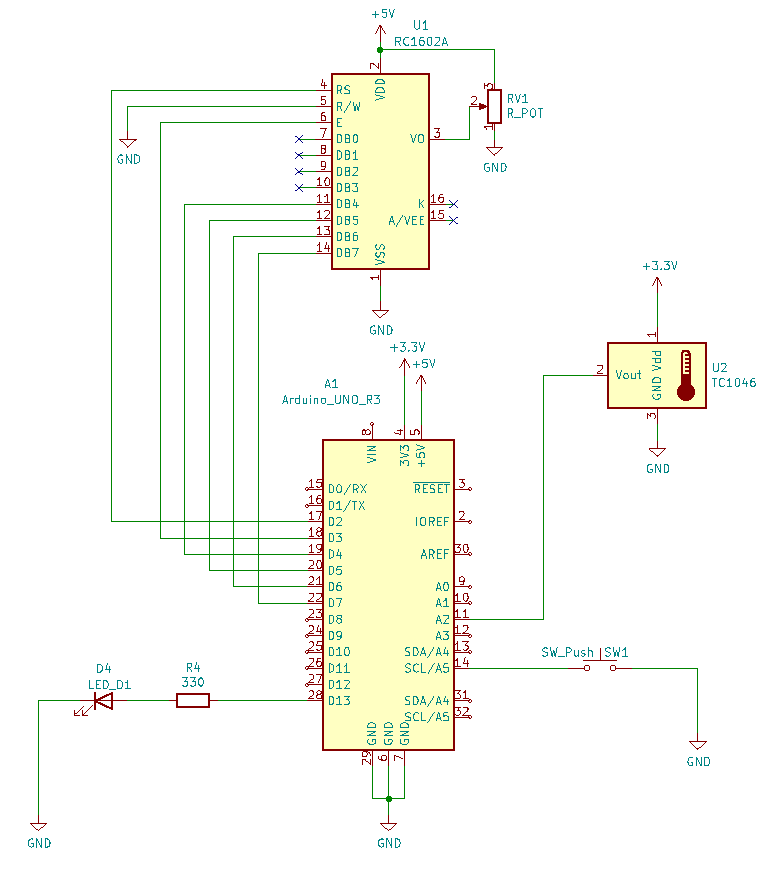 +5V
U1
RC1602A
2
VDD
4 RS
5 R/W
6 E
7 DB0
8 DB1
9 DB2
10 DB3
11 DB4
12 DB5
13 DB6
14 DB7
VO 3
K 16
A/VEE 15
VSS
1
GND
GND
3
2
1
RV1
R_POT
GND
+3.3V
1
2 Vout
GND Vdd
3
U2
TC1046
GND
+3.3V
+5V
A1
Arduino_UNO_R3
8
4
5
VIN
3V3
+5V
15 D0/RX
16 D1/TX
17 D2
18 D3
19 D4
20 D5
21 D6
22 D7
23 D8
24 D9
25 D10
26 D11
27 D12
28 D13
RESET 3
IOREF 2
AREF 30
A0 9
A1 10
A2 11
A3 12
SDA/A4 13
SCL/A5 14
SDA/A4 31
SCL/A5 32
GND
GND
GND
29
6
7
GND
SW_Push
SW1
GND
D4
LED_D1
R4
330
GND